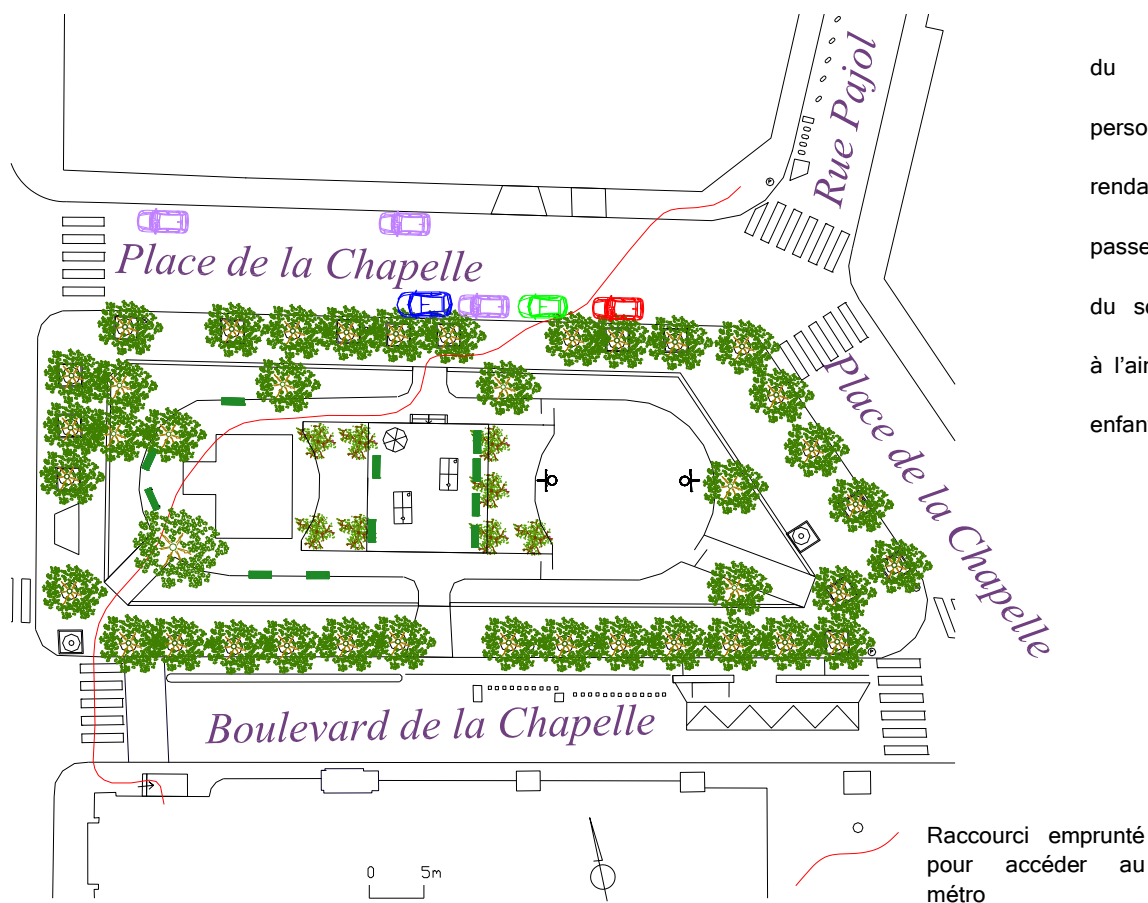 du
perso
renda
passe
du so
à l'air
enfan
Rue Pajol
Place de la Chapelle
Place de la Chapelle
Boulevard de la Chapelle
0 5m
Raccourci emprunté
pour accéder au
métro